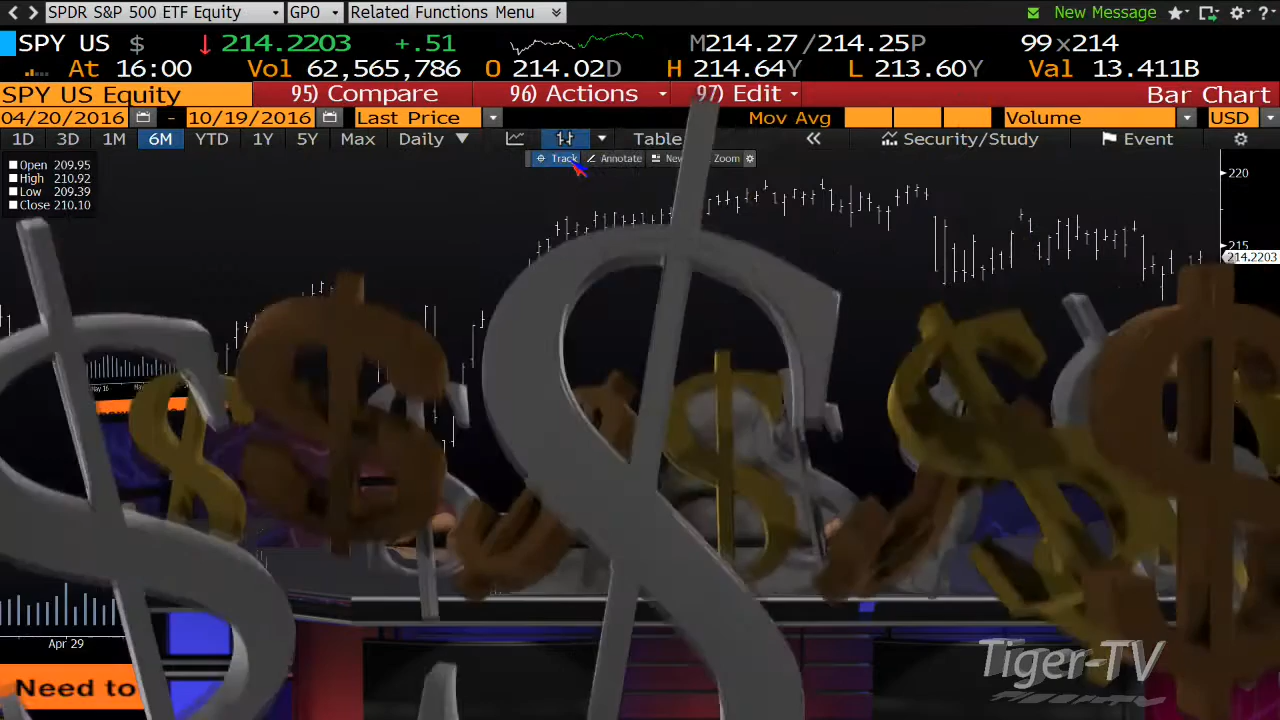 SPDR S&P 500 ETF Equity GPO Related Functions Menu New Message ?
SPY US $ 214.2203 +.51 M214.27/214.25P 99x214
At 16:00 Vol 62,565,786 O 214.02D H 214.64Y L 213.60Y Val 13.411B
SPY US Equity 95) Compare 96) Actions 97) Edit Bar Chart
04/20/2016 - 10/19/2016 Last Price Mov Avg Volume USD
1D 3D 1M 6M YTD 1Y 5Y Max Daily Table Security/Study Event
Track Annotate Zoom
Open 209.95
High 210.92
Low 209.39
Close 210.10
220
215
214.2203
May 16
Apr 29
Need to
Tiger-TV